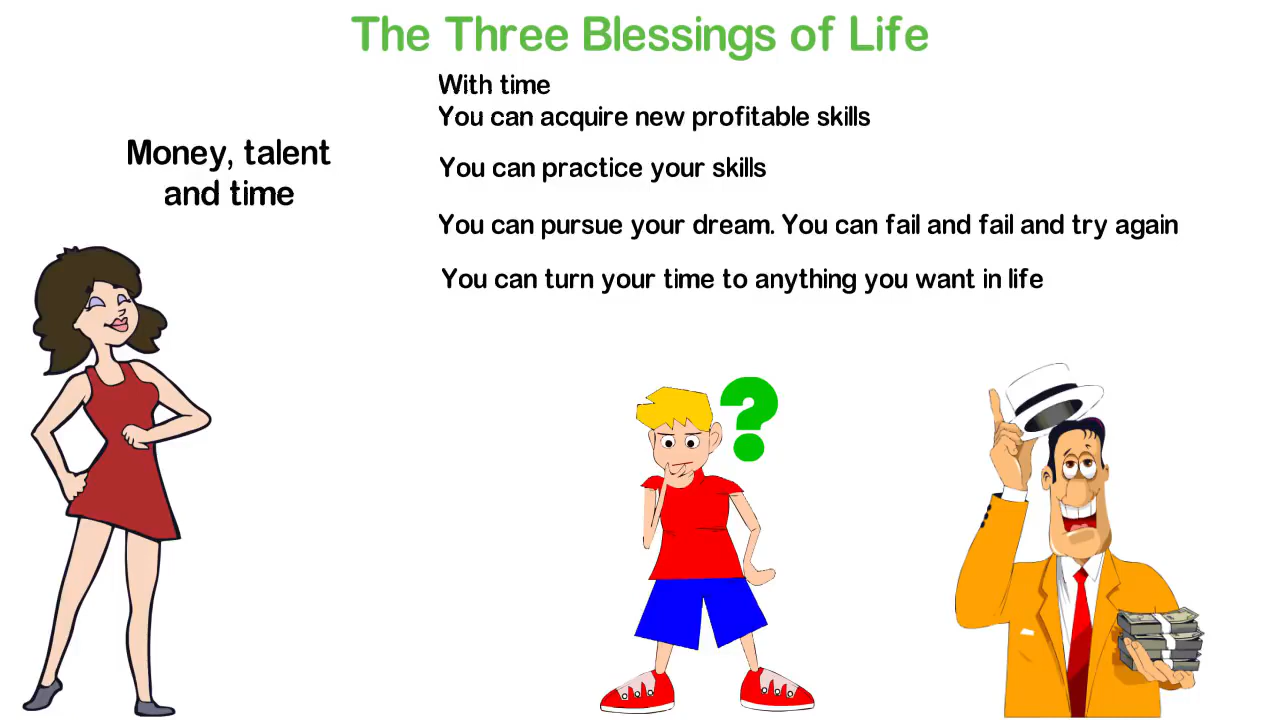 The Three Blessings of Life
With time
You can acquire new profitable skills
Money, talent
and time
You can practice your skills
You can pursue your dream. You can fail and fail and try again
You can turn your time to anything you want in life
?